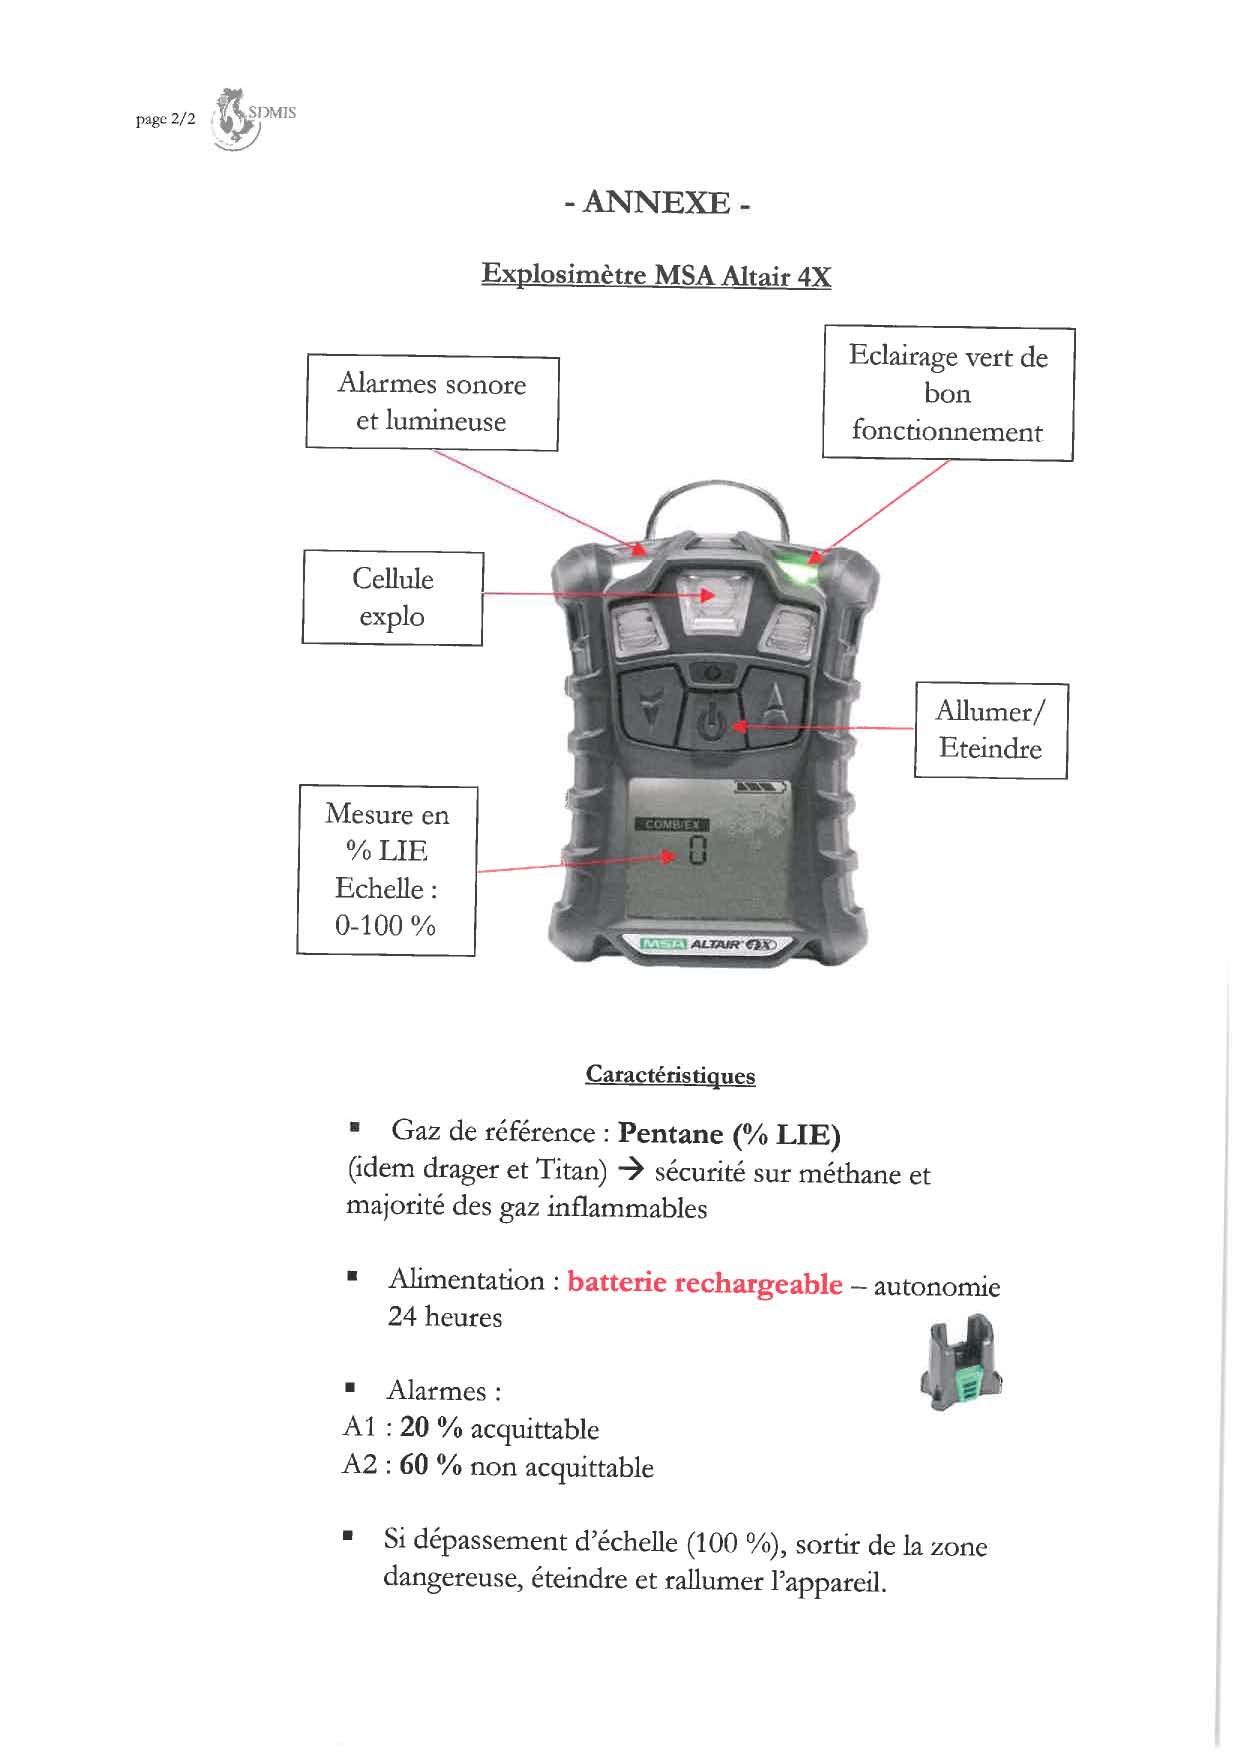 page 2/2
SDMIS
- ANNEXE -
Explosimètre MSA Altair 4X
Alarmes sonore
et lumineuse
Eclairage vert de
bon
fonctionnement
Cellule
explo
Allumer/
Eteindre
Mesure en
% LIE
Echelle :
0-100 %
COMB/EX
0
MSA ALTAIR 4X
Caractéristiques
▪ Gaz de référence : Pentane (% LIE)
(idem drager et Titan) → sécurité sur méthane et
majorité des gaz inflammables
▪ Alimentation : batterie rechargeable – autonomie
24 heures
▪ Alarmes :
A1 : 20 % acquittable
A2 : 60 % non acquittable
▪ Si dépassement d'échelle (100 %), sortir de la zone
dangereuse, éteindre et rallumer l'appareil.